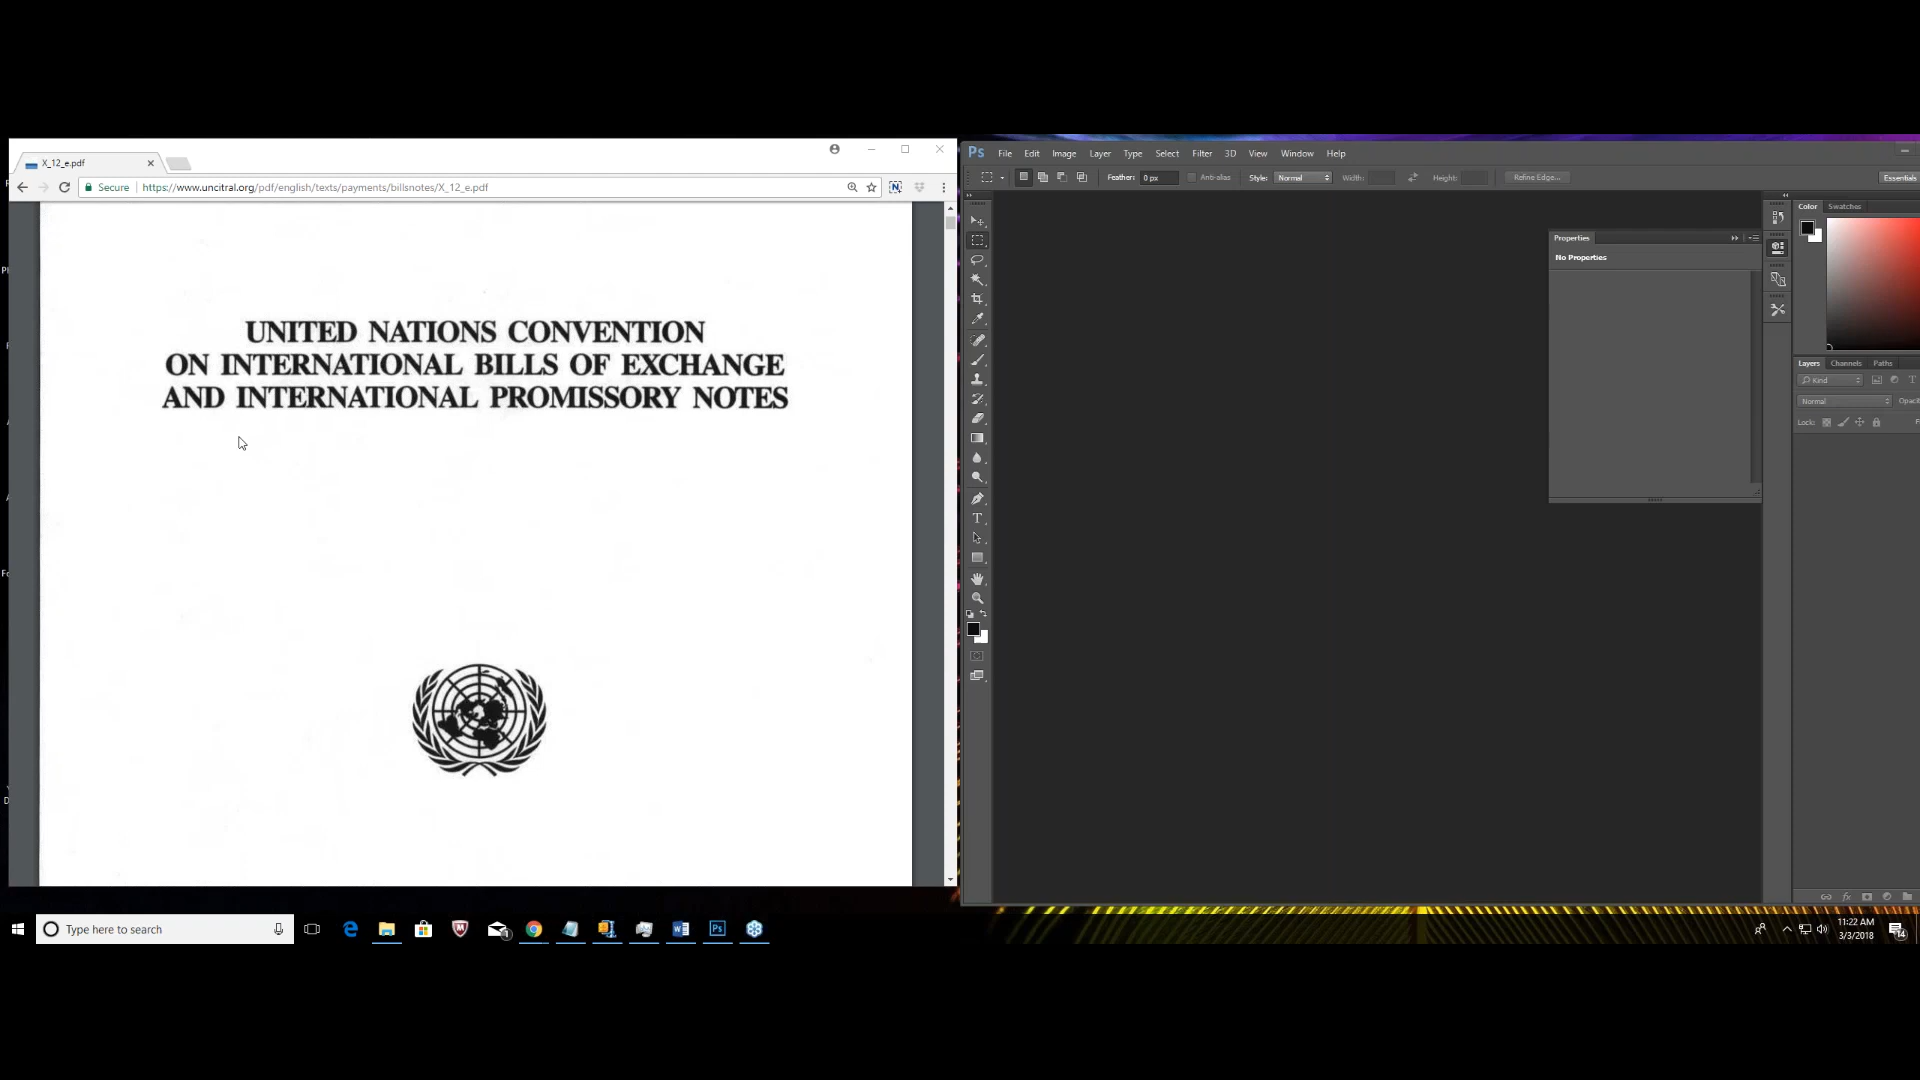 X_12_e.pdf
Secure https://www.uncitral.org/pdf/english/texts/payments/billsnotes/X_12_e.pdf
UNITED NATIONS CONVENTION
ON INTERNATIONAL BILLS OF EXCHANGE
AND INTERNATIONAL PROMISSORY NOTES
Ps File Edit Image Layer Type Select Filter 3D View Window Help
Feather: 0 px Anti-alias Style: Normal Width: Height: Refine Edge... Essentials
Color Swatches
Properties
No Properties
Layers Channels Paths
Kind
Normal
Lock:
Type here to search
11:22 AM
3/3/2018
14